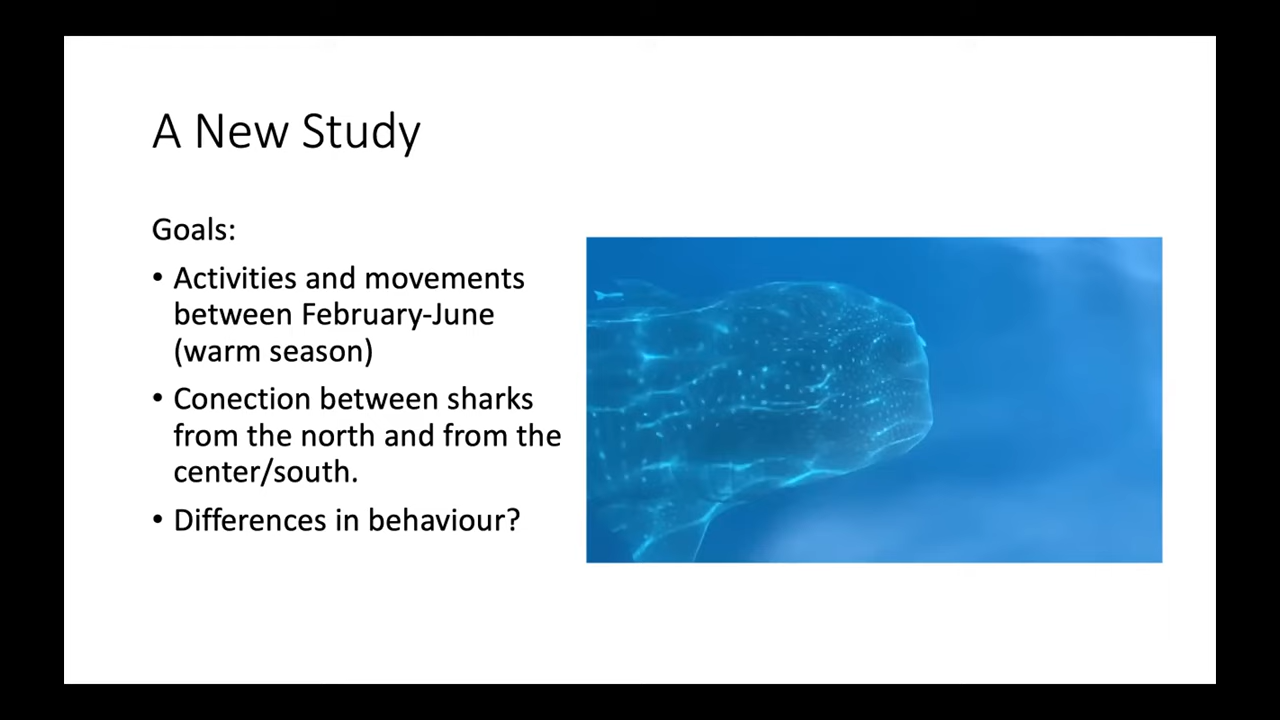 A New Study
Goals:
• Activities and movements
between February-June
(warm season)
• Conection between sharks
from the north and from the
center/south.
• Differences in behaviour?